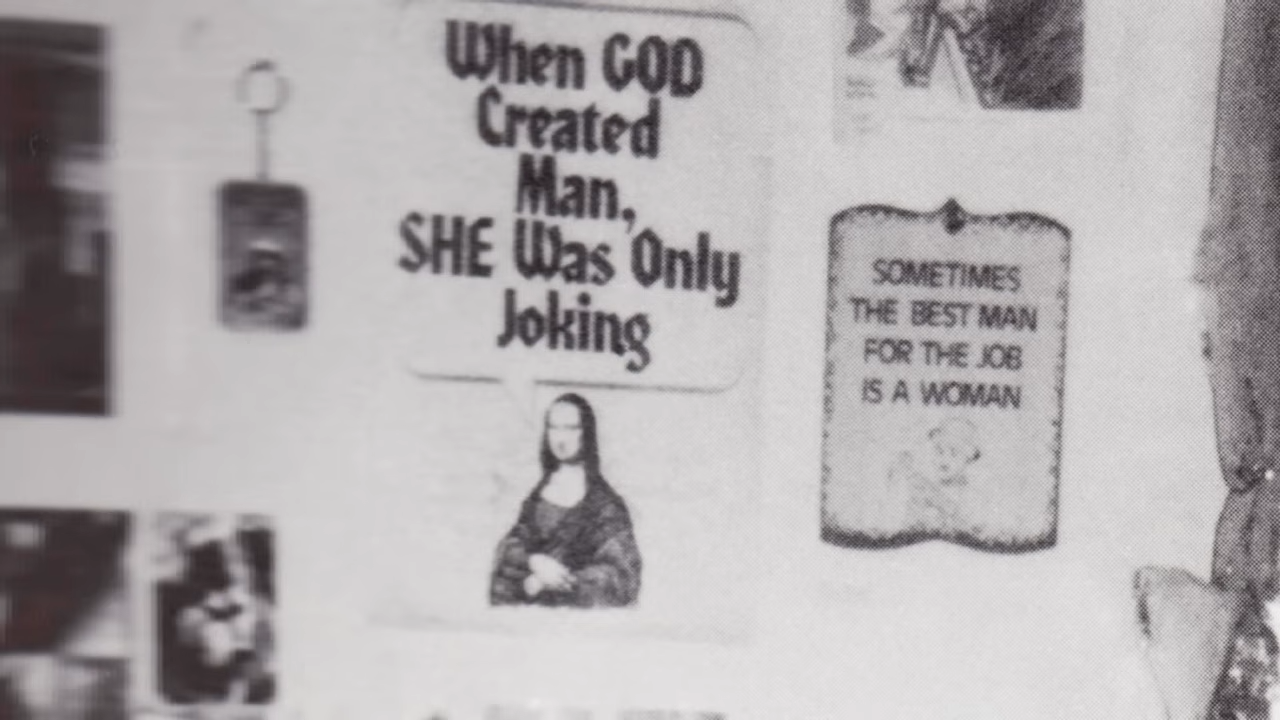 When GOD
Created
Man,
SHE Was Only
Joking
SOMETIMES
THE BEST MAN
FOR THE JOB
IS A WOMAN